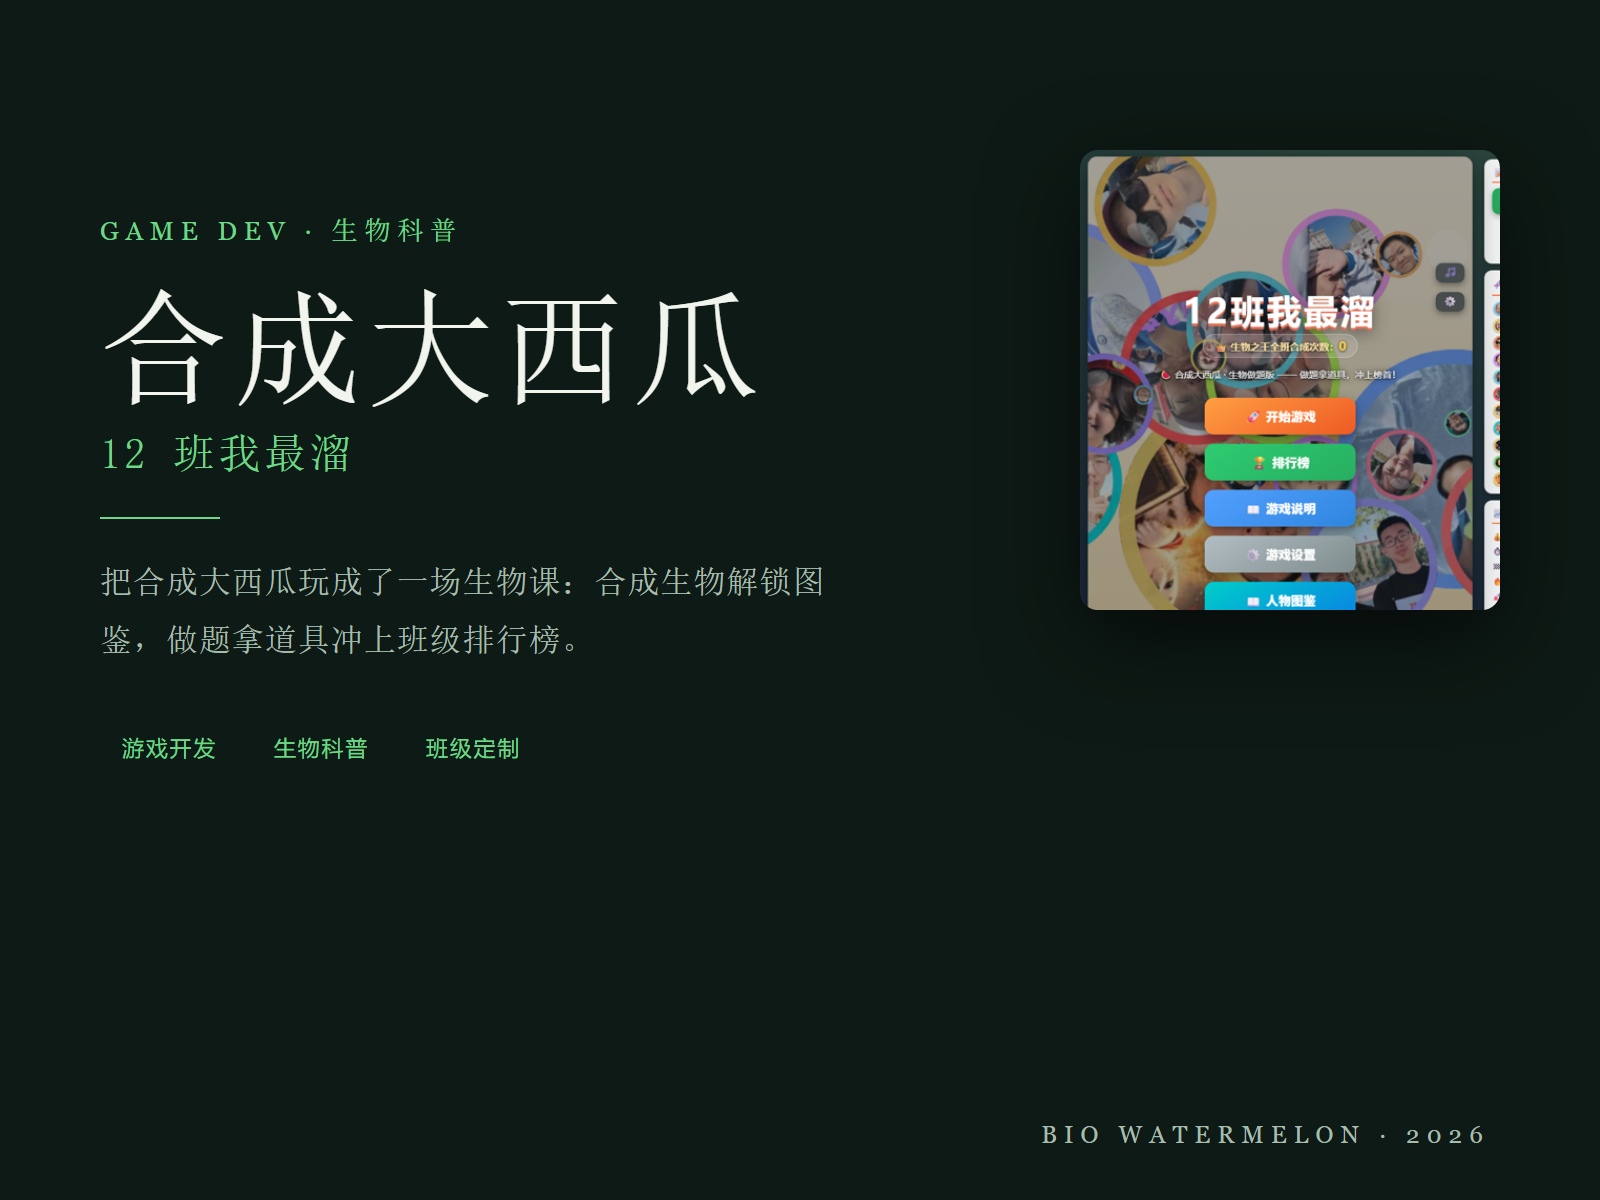 GAME DEV · 生物科普
合成大西瓜
12 班我最溜
把合成大西瓜玩成了一场生物课：合成生物解锁图
鉴，做题拿道具冲上班级排行榜。
游戏开发 生物科普 班级定制
12班我最溜
生物之王全班合成次数：0
合成大西瓜·生物做题版 —— 做题拿道具，冲上榜首！
开始游戏
排行榜
游戏说明
游戏设置
人物图鉴
BIO WATERMELON · 2026